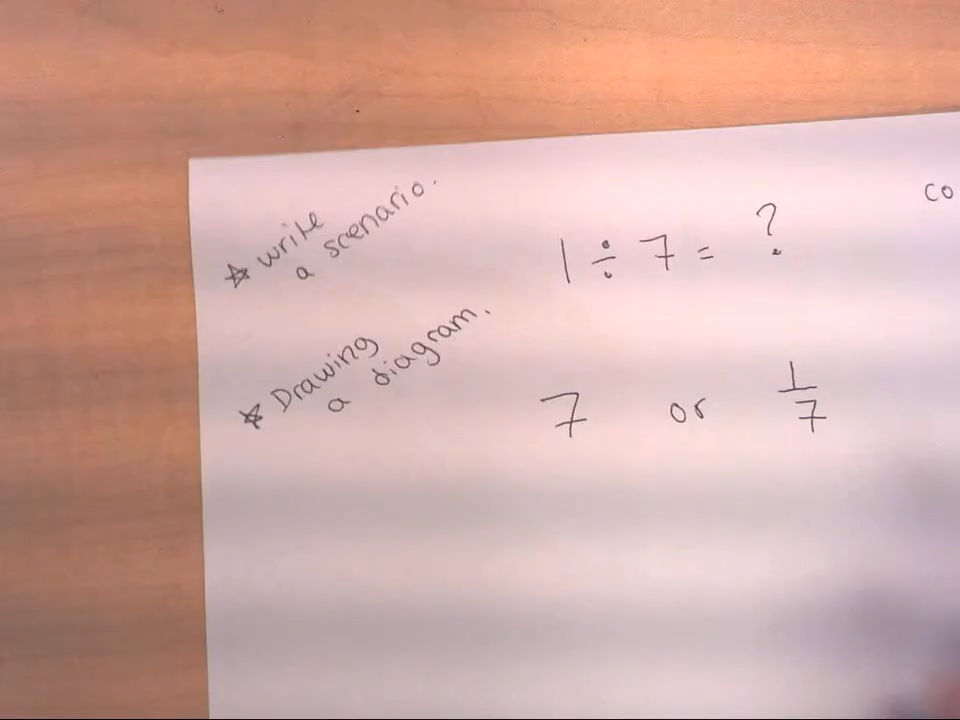 ★ write
a scenario.
1 ÷ 7 = ?
co
★ Drawing
a diagram.
7 or 1/7